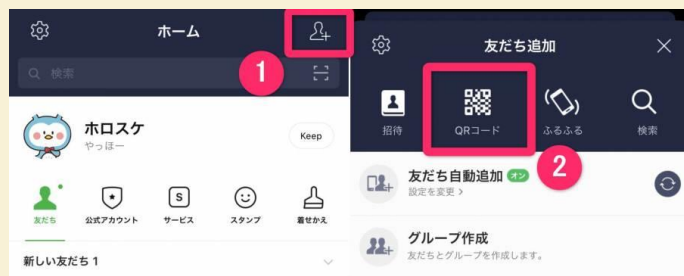 ホーム
検索
1
ホロスケ
やっほー
Keep
友だち
公式アカウント
S
サービス
スタンプ
着せかえ
新しい友だち 1
友だち追加
招待
QRコード
ふるふる
検索
2
友だち自動追加 オン
設定を変更 >
グループ作成
友だちとグループを作成します。